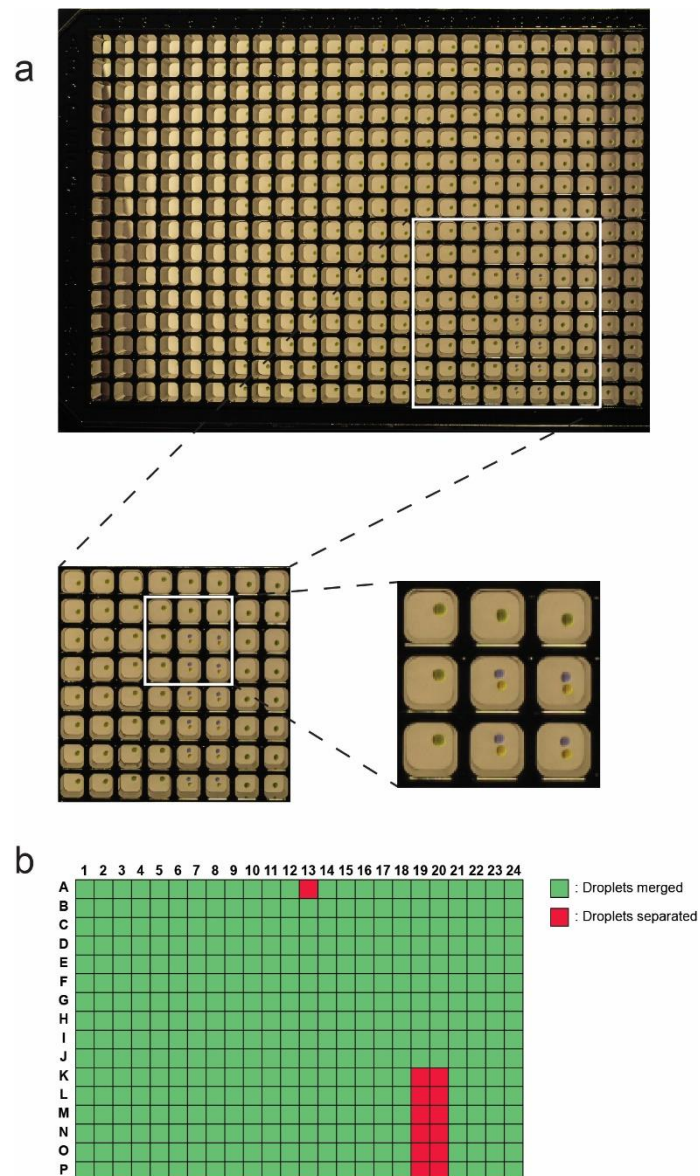 a
b
1 2 3 4 5 6 7 8 9 10 11 12 13 14 15 16 17 18 19 20 21 22 23 24
A
: Droplets merged
B
: Droplets separated
C
D
E
F
G
H
I
J
K
L
M
N
O
P